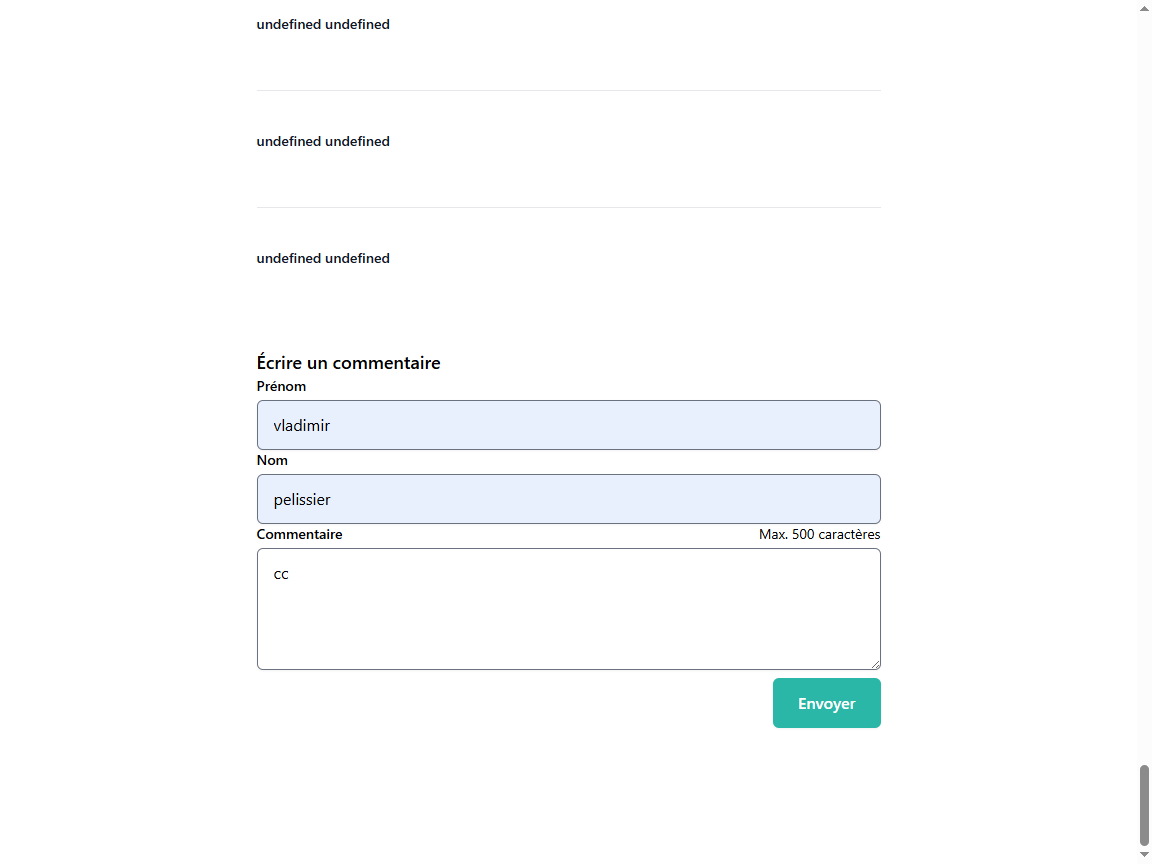 undefined undefined
undefined undefined
undefined undefined
Écrire un commentaire
Prénom
vladimir
Nom
pelissier
Commentaire Max. 500 caractères
cc
Envoyer